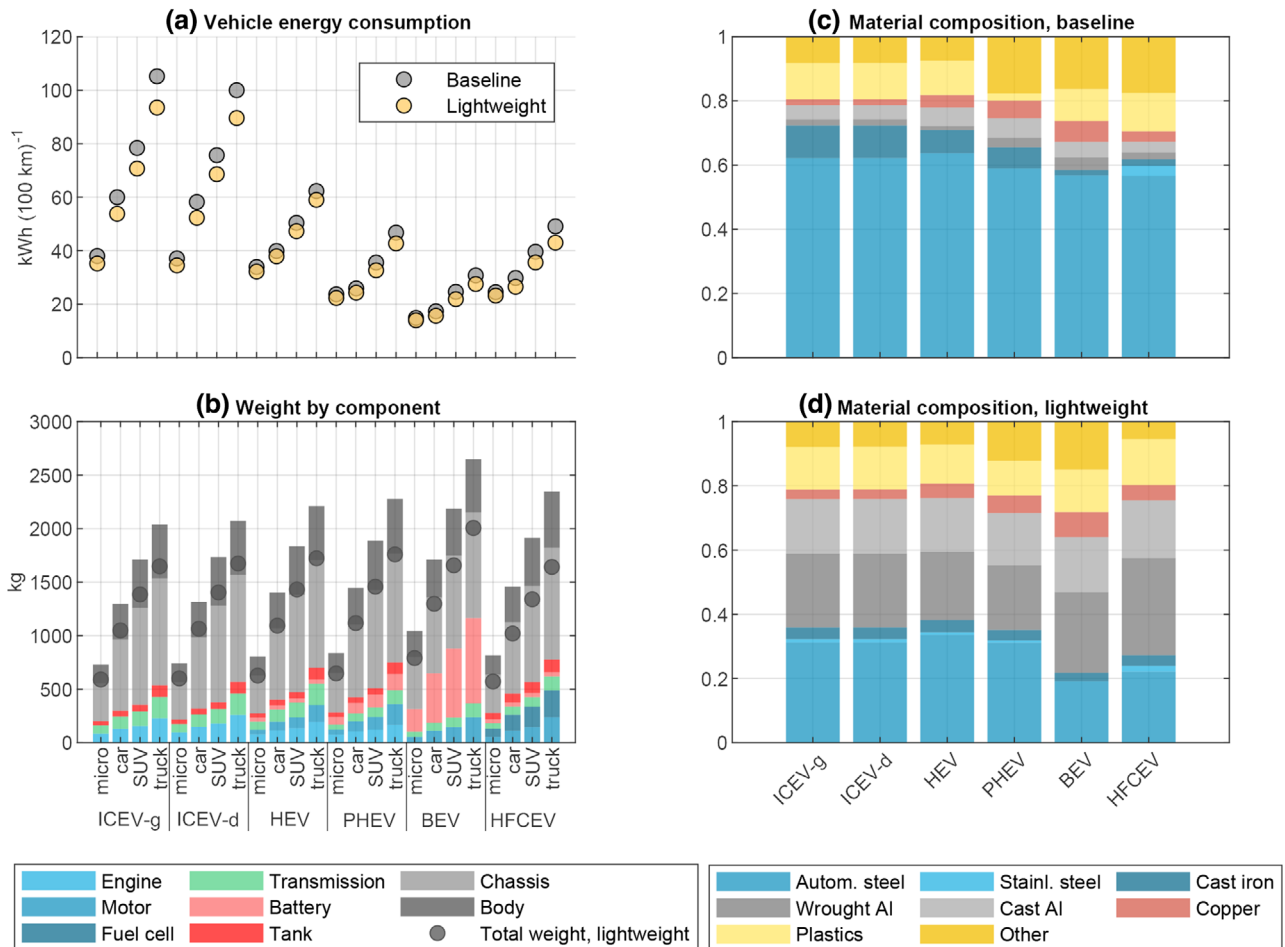 (a) Vehicle energy consumption
120
100
80
60
40
20
0
kWh (100 km)-1
Baseline
Lightweight
(c) Material composition, baseline
1
0.8
0.6
0.4
0.2
0
(b) Weight by component
3000
2500
2000
1500
1000
500
0
kg
micro
car
SUV
truck
micro
car
SUV
truck
micro
car
SUV
truck
micro
car
SUV
truck
micro
car
SUV
truck
micro
car
SUV
truck
ICEV-g ICEV-d HEV PHEV BEV HFCEV
(d) Material composition, lightweight
1
0.8
0.6
0.4
0.2
0
ICEV-g
ICEV-d
HEV
PHEV
BEV
HFCEV
Engine Transmission Chassis
Motor Battery Body
Fuel cell Tank Total weight, lightweight
Autom. steel Stainl. steel Cast iron
Wrought Al Cast Al Copper
Plastics Other